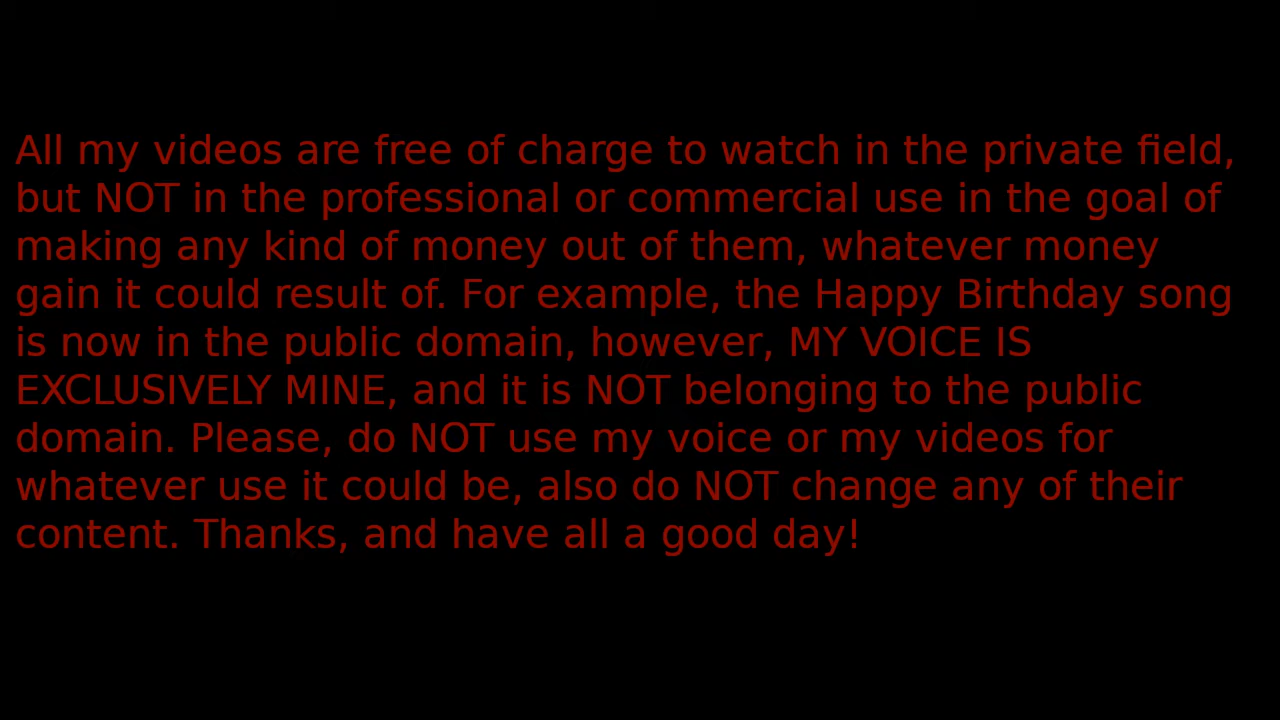 All my videos are free of charge to watch in the private field,
but NOT in the professional or commercial use in the goal of
making any kind of money out of them, whatever money
gain it could result of. For example, the Happy Birthday song
is now in the public domain, however, MY VOICE IS
EXCLUSIVELY MINE, and it is NOT belonging to the public
domain. Please, do NOT use my voice or my videos for
whatever use it could be, also do NOT change any of their
content. Thanks, and have all a good day!